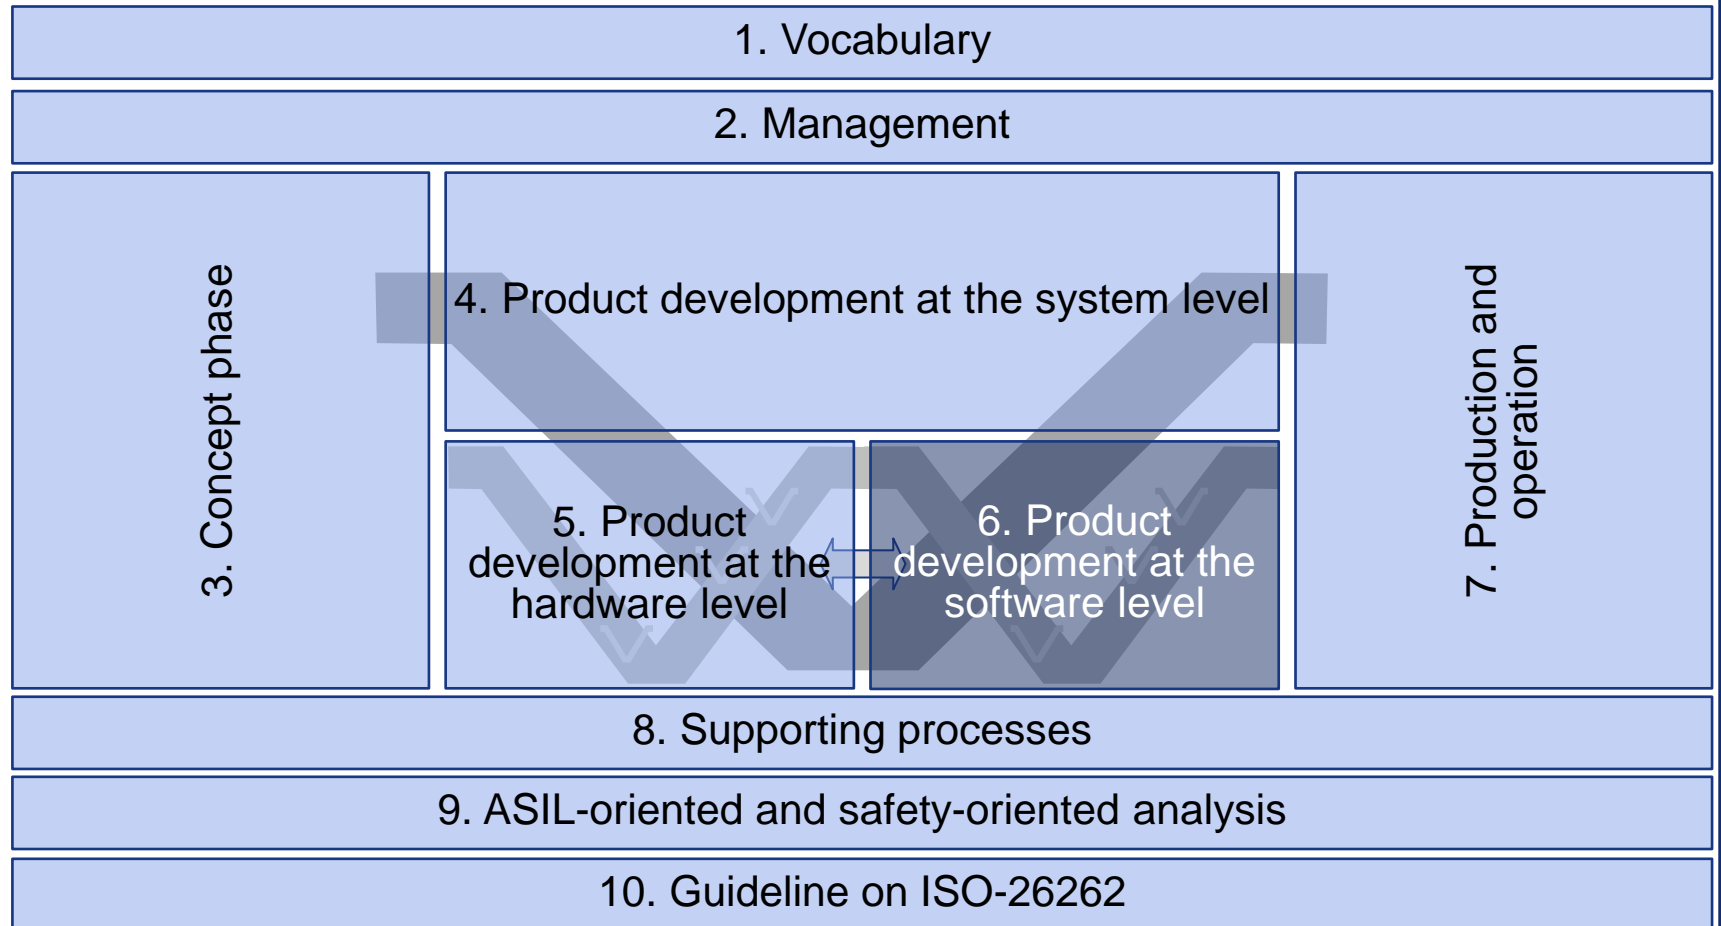 1. Vocabulary
2. Management
3. Concept phase
4. Product development at the system level
5. Product
development at the
hardware level
6. Product
development at the
software level
7. Production and
operation
8. Supporting processes
9. ASIL-oriented and safety-oriented analysis
10. Guideline on ISO-26262